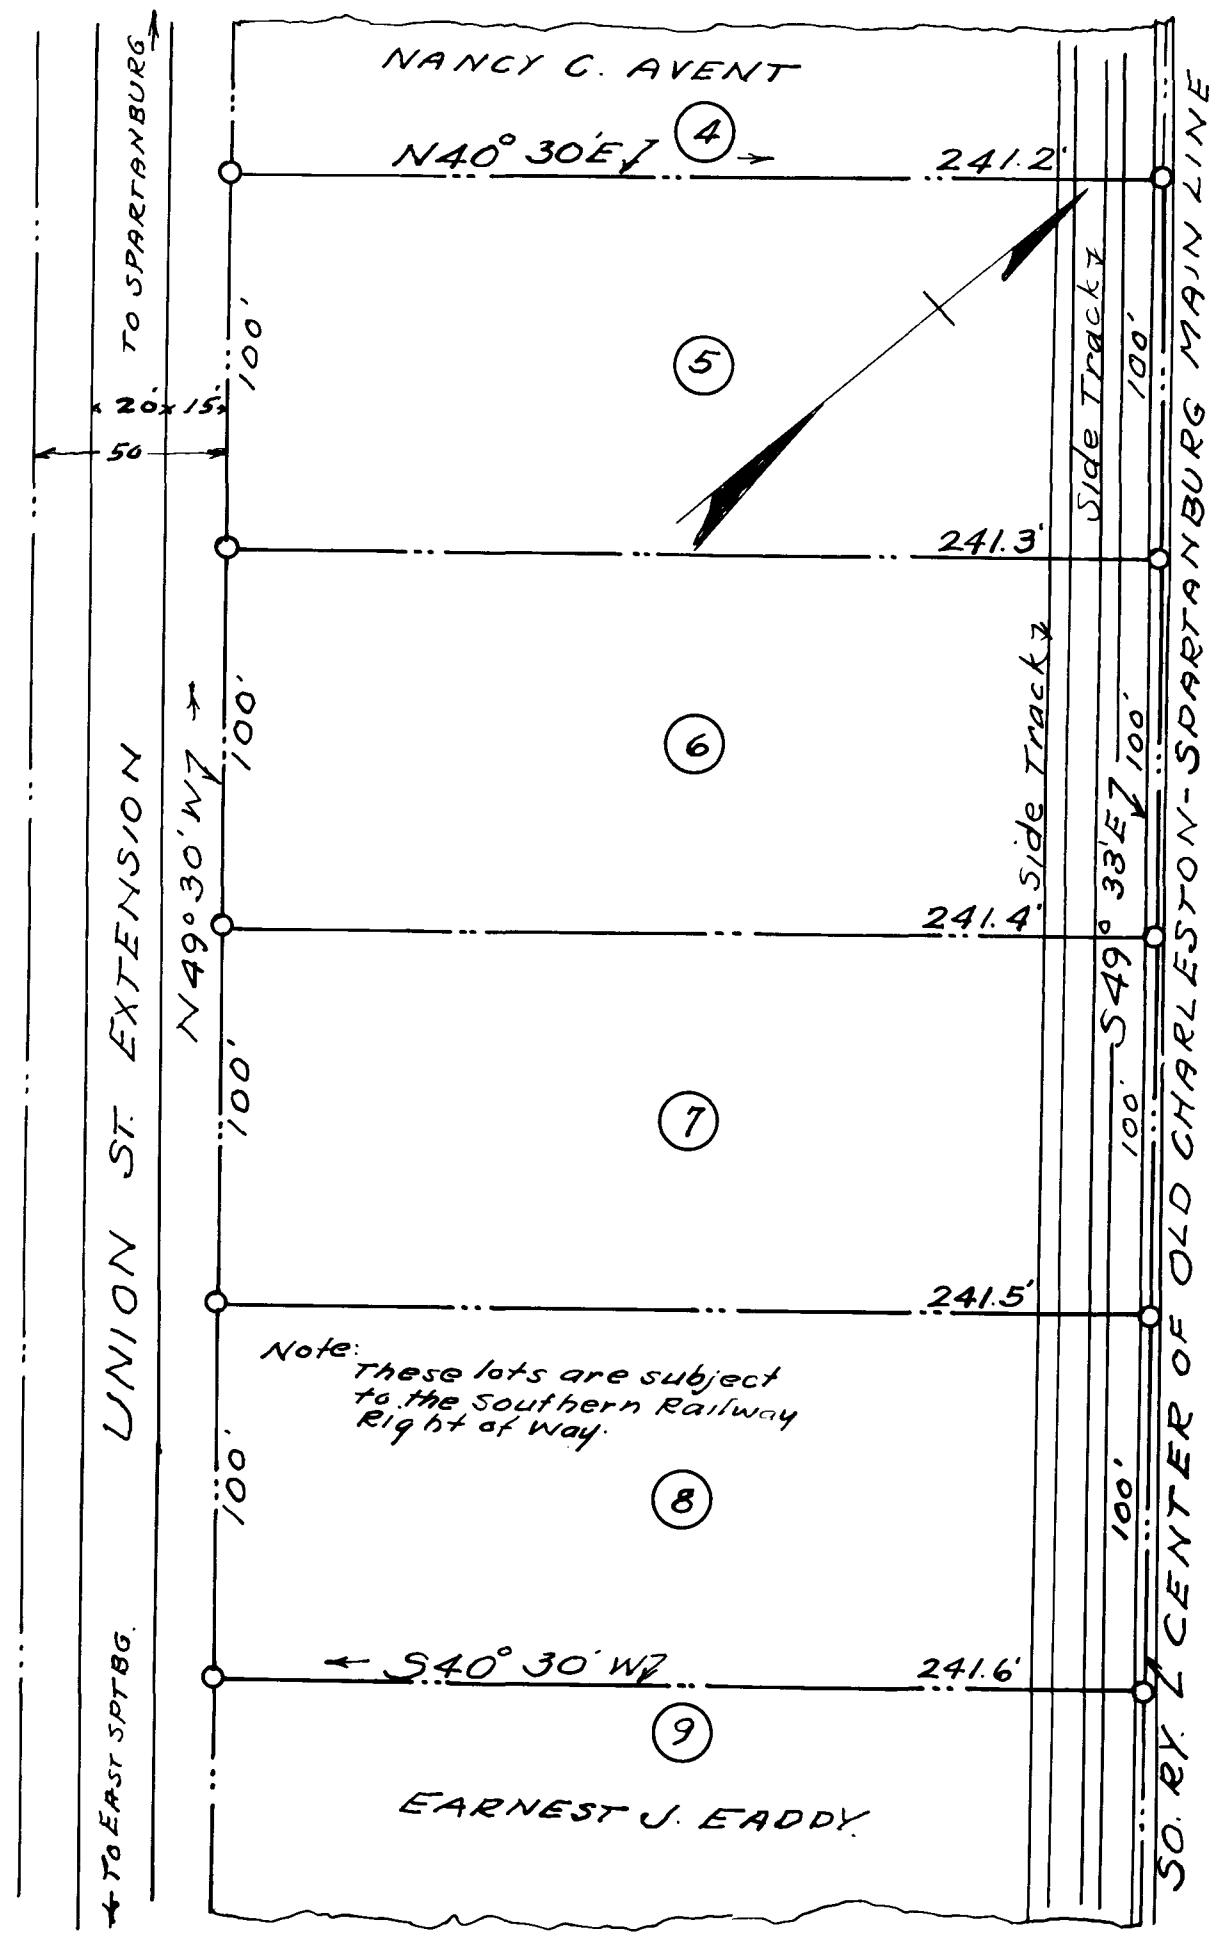 NANCY C. AVENT
4
N40° 30'E
241.2'
TO SPARTANBURG
100'
20' 15'
50
5
Side Track
100'
241.3'
N49° 30' W
100'
6
Side Track
S49° 33' E
100'
241.4'
UNION ST. EXTENSION
100'
7
100'
241.5'
Note:
These lots are subject
to the Southern Railway
Right of Way.
100'
8
100'
S40° 30' W
241.6'
9
EARNEST J. EADDY.
TO EAST SPTBG.
SO. RY.
CENTER OF OLD CHARLESTON-SPARTANBURG MAIN LINE